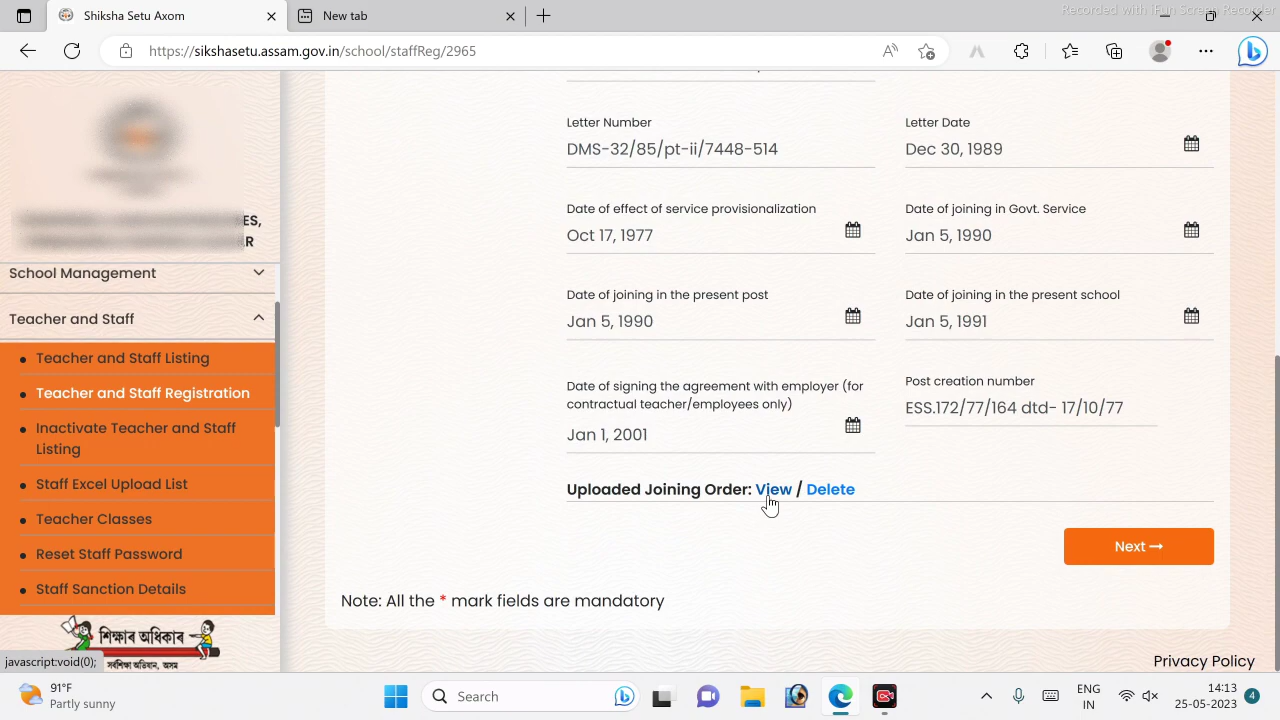 Recorded with iFun Screen Recorder
Shiksha Setu Axom
New tab
https://sikshasetu.assam.gov.in/school/staffReg/2965
ES,
R
School Management
Teacher and Staff
Teacher and Staff Listing
Teacher and Staff Registration
Inactivate Teacher and Staff
Listing
Staff Excel Upload List
Teacher Classes
Reset Staff Password
Staff Sanction Details
শিক্ষাৰ অধিকাৰ
সৰ্বশিক্ষা অভিযান, অসম
javascript:void(0);
Letter Number
DMS-32/85/pt-ii/7448-514
Letter Date
Dec 30, 1989
Date of effect of service provisionalization
Oct 17, 1977
Date of joining in Govt. Service
Jan 5, 1990
Date of joining in the present post
Jan 5, 1990
Date of joining in the present school
Jan 5, 1991
Date of signing the agreement with employer (for
contractual teacher/employees only)
Jan 1, 2001
Post creation number
ESS.172/77/164 dtd- 17/10/77
Uploaded Joining Order: View / Delete
Next →
Note: All the * mark fields are mandatory
Privacy Policy
91°F
Partly sunny
Search
ENG
IN
14:13
25-05-2023
4